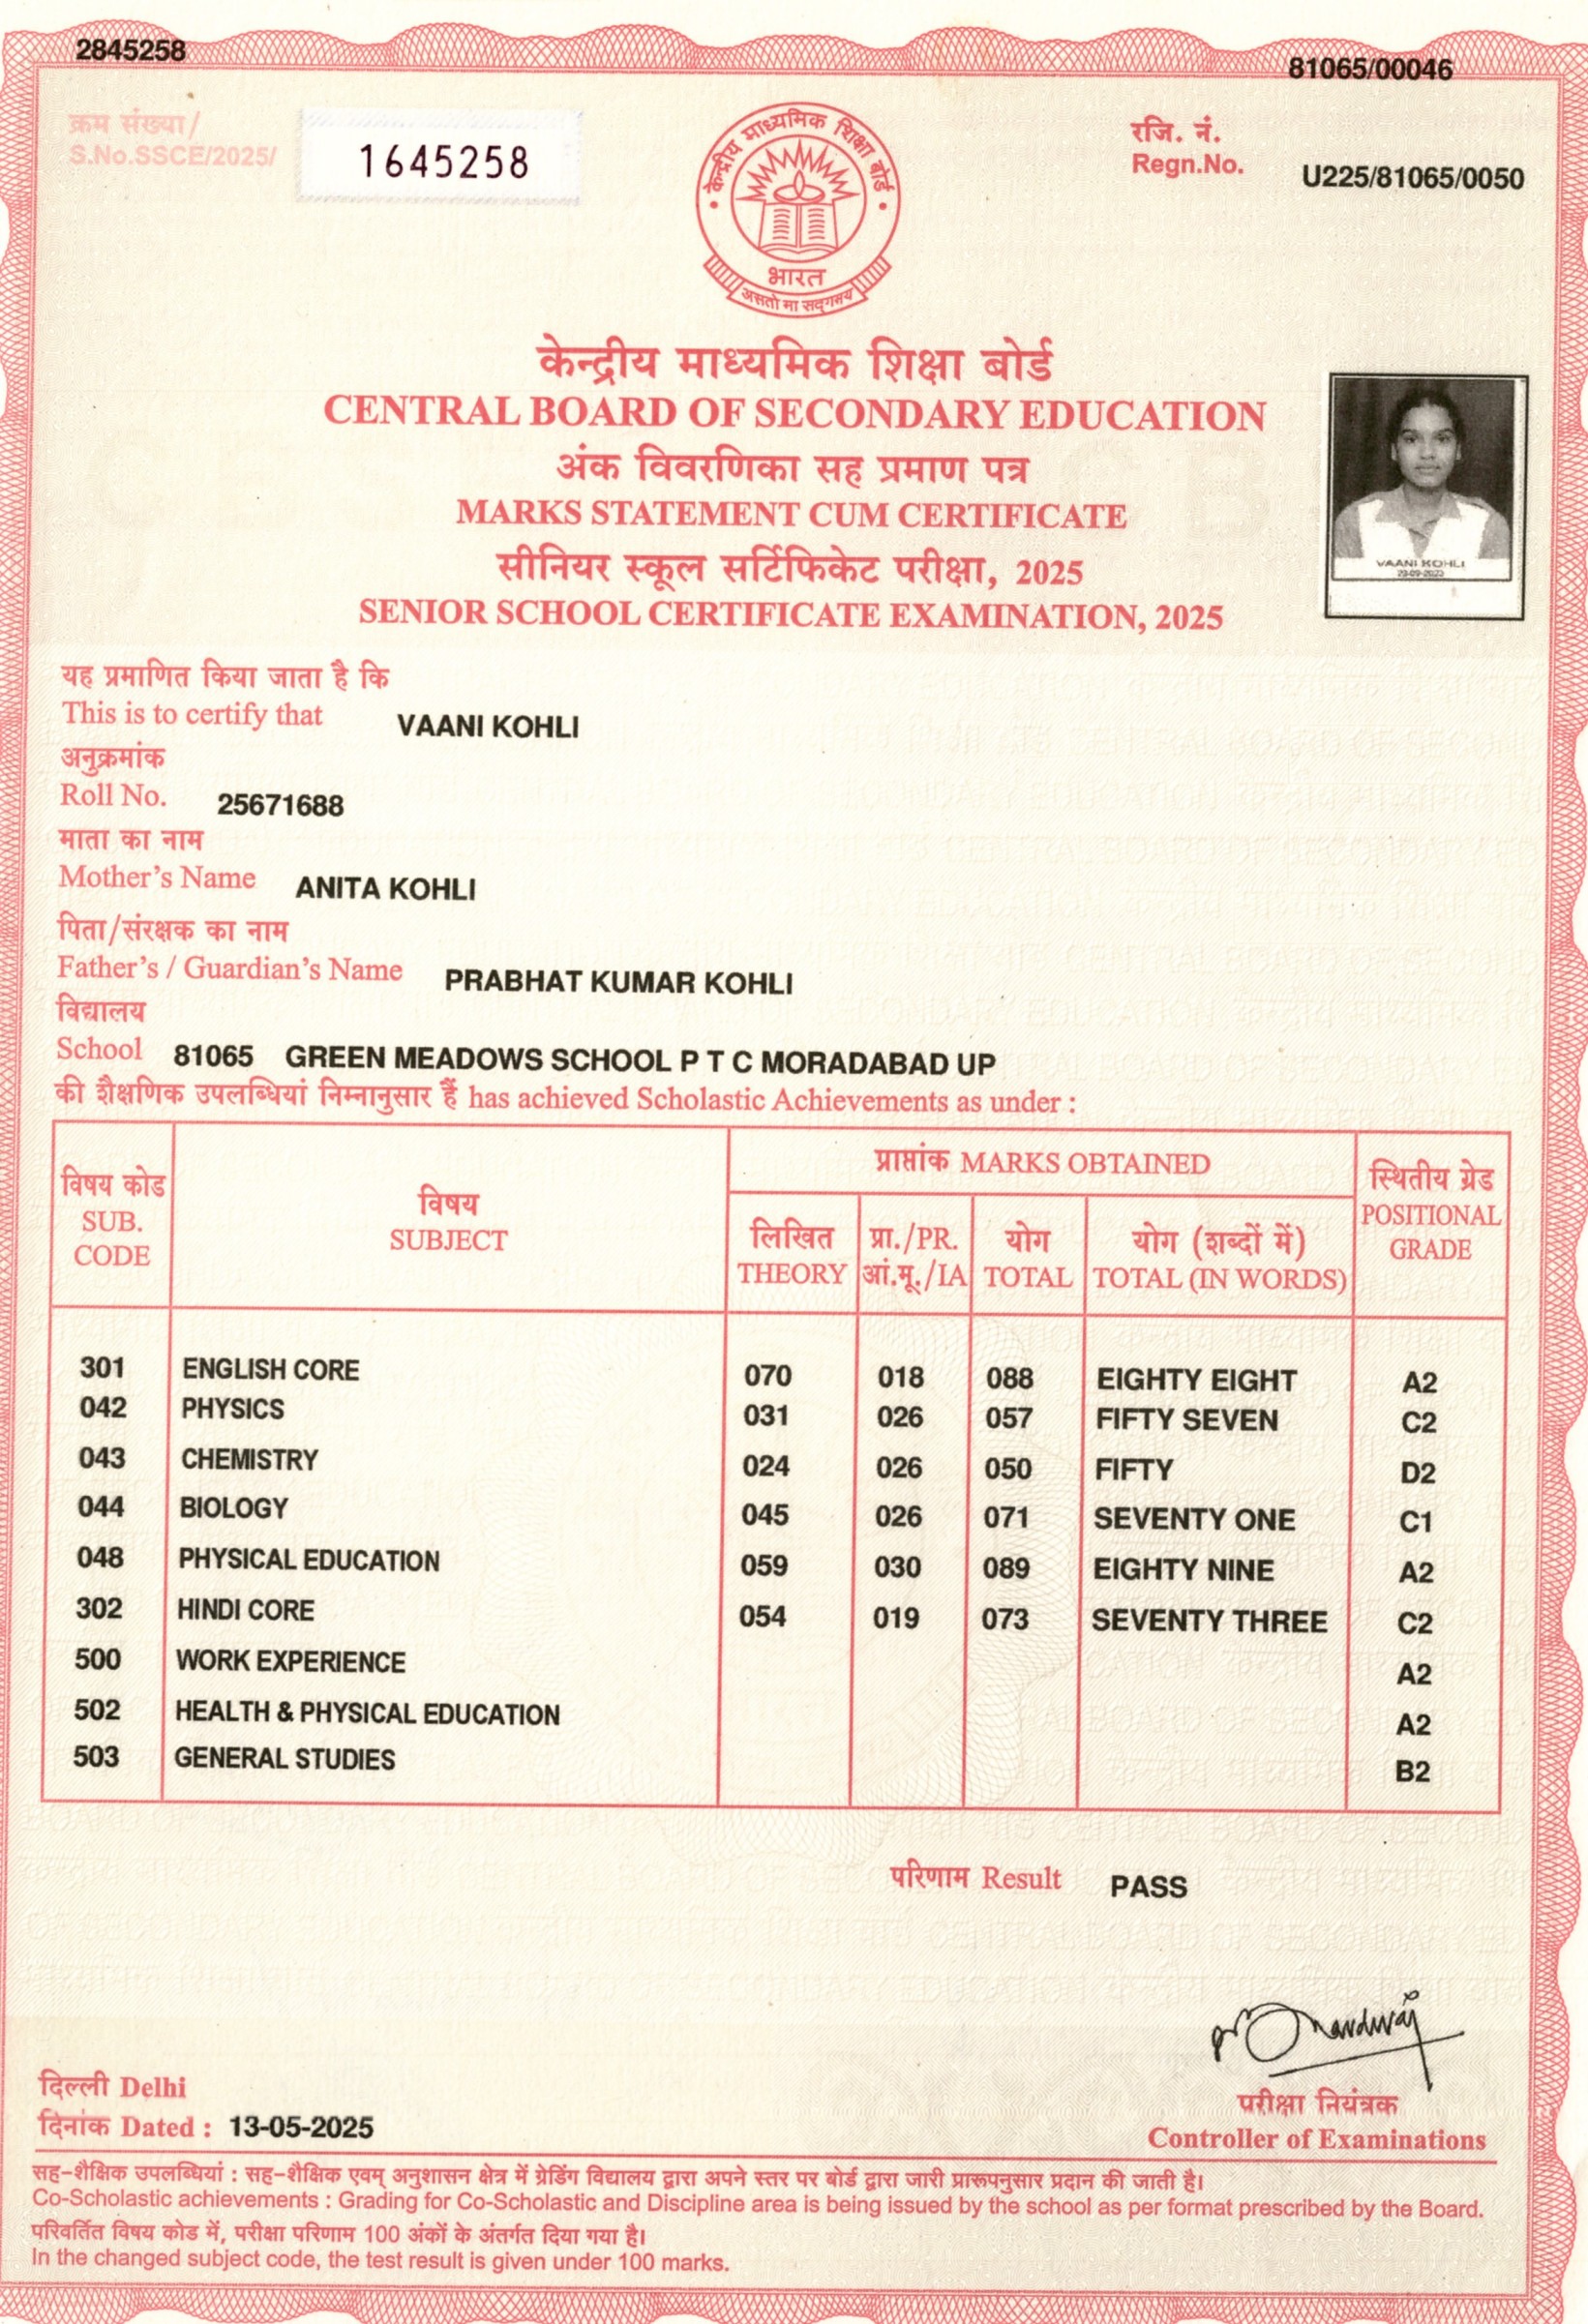 2845258
81065/00046
क्रम संख्या/
S.No.SSCE/2025/ 1645258
रजि. नं.
Regn.No. U225/81065/0050
केन्द्रीय माध्यमिक शिक्षा बोर्ड
भारत
असतो मा सद्गमय
केन्द्रीय माध्यमिक शिक्षा बोर्ड
CENTRAL BOARD OF SECONDARY EDUCATION
अंक विवरणिका सह प्रमाण पत्र
MARKS STATEMENT CUM CERTIFICATE
सीनियर स्कूल सर्टिफिकेट परीक्षा, 2025
SENIOR SCHOOL CERTIFICATE EXAMINATION, 2025
VAANI KOHLI
यह प्रमाणित किया जाता है कि
This is to certify that VAANI KOHLI
अनुक्रमांक
Roll No. 25671688
माता का नाम
Mother's Name ANITA KOHLI
पिता/संरक्षक का नाम
Father's / Guardian's Name PRABHAT KUMAR KOHLI
विद्यालय
School 81065 GREEN MEADOWS SCHOOL P T C MORADABAD UP
की शैक्षणिक उपलब्धियां निम्नानुसार हैं has achieved Scholastic Achievements as under :
विषय कोड SUB. CODE
विषय SUBJECT
प्राप्तांक MARKS OBTAINED
लिखित THEORY
प्रा./PR. आं.मू./IA
योग TOTAL
योग (शब्दों में) TOTAL (IN WORDS)
स्थितीय ग्रेड POSITIONAL GRADE
301 ENGLISH CORE 070 018 088 EIGHTY EIGHT A2
042 PHYSICS 031 026 057 FIFTY SEVEN C2
043 CHEMISTRY 024 026 050 FIFTY D2
044 BIOLOGY 045 026 071 SEVENTY ONE C1
048 PHYSICAL EDUCATION 059 030 089 EIGHTY NINE A2
302 HINDI CORE 054 019 073 SEVENTY THREE C2
500 WORK EXPERIENCE A2
502 HEALTH & PHYSICAL EDUCATION A2
503 GENERAL STUDIES B2
परिणाम Result PASS
दिल्ली Delhi
दिनांक Dated : 13-05-2025
परीक्षा नियंत्रक
Controller of Examinations
सह-शैक्षिक उपलब्धियां : सह-शैक्षिक एवम् अनुशासन क्षेत्र में ग्रेडिंग विद्यालय द्वारा अपने स्तर पर बोर्ड द्वारा जारी प्रारूपनुसार प्रदान की जाती है।
Co-Scholastic achievements : Grading for Co-Scholastic and Discipline area is being issued by the school as per format prescribed by the Board.
परिवर्तित विषय कोड में, परीक्षा परिणाम 100 अंकों के अंतर्गत दिया गया है।
In the changed subject code, the test result is given under 100 marks.